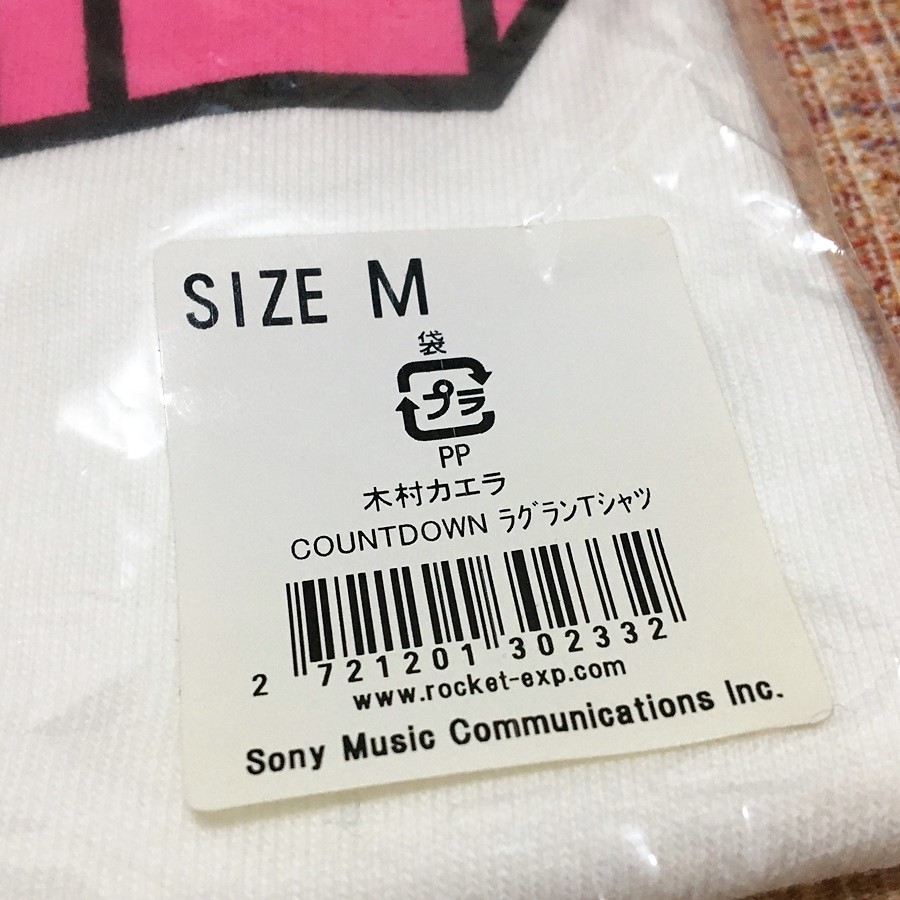 SIZE M
袋
プラ
PP
木村カエラ
COUNTDOWN ラグランTシャツ
2 721201 302332
www.rocket-exp.com
Sony Music Communications Inc.